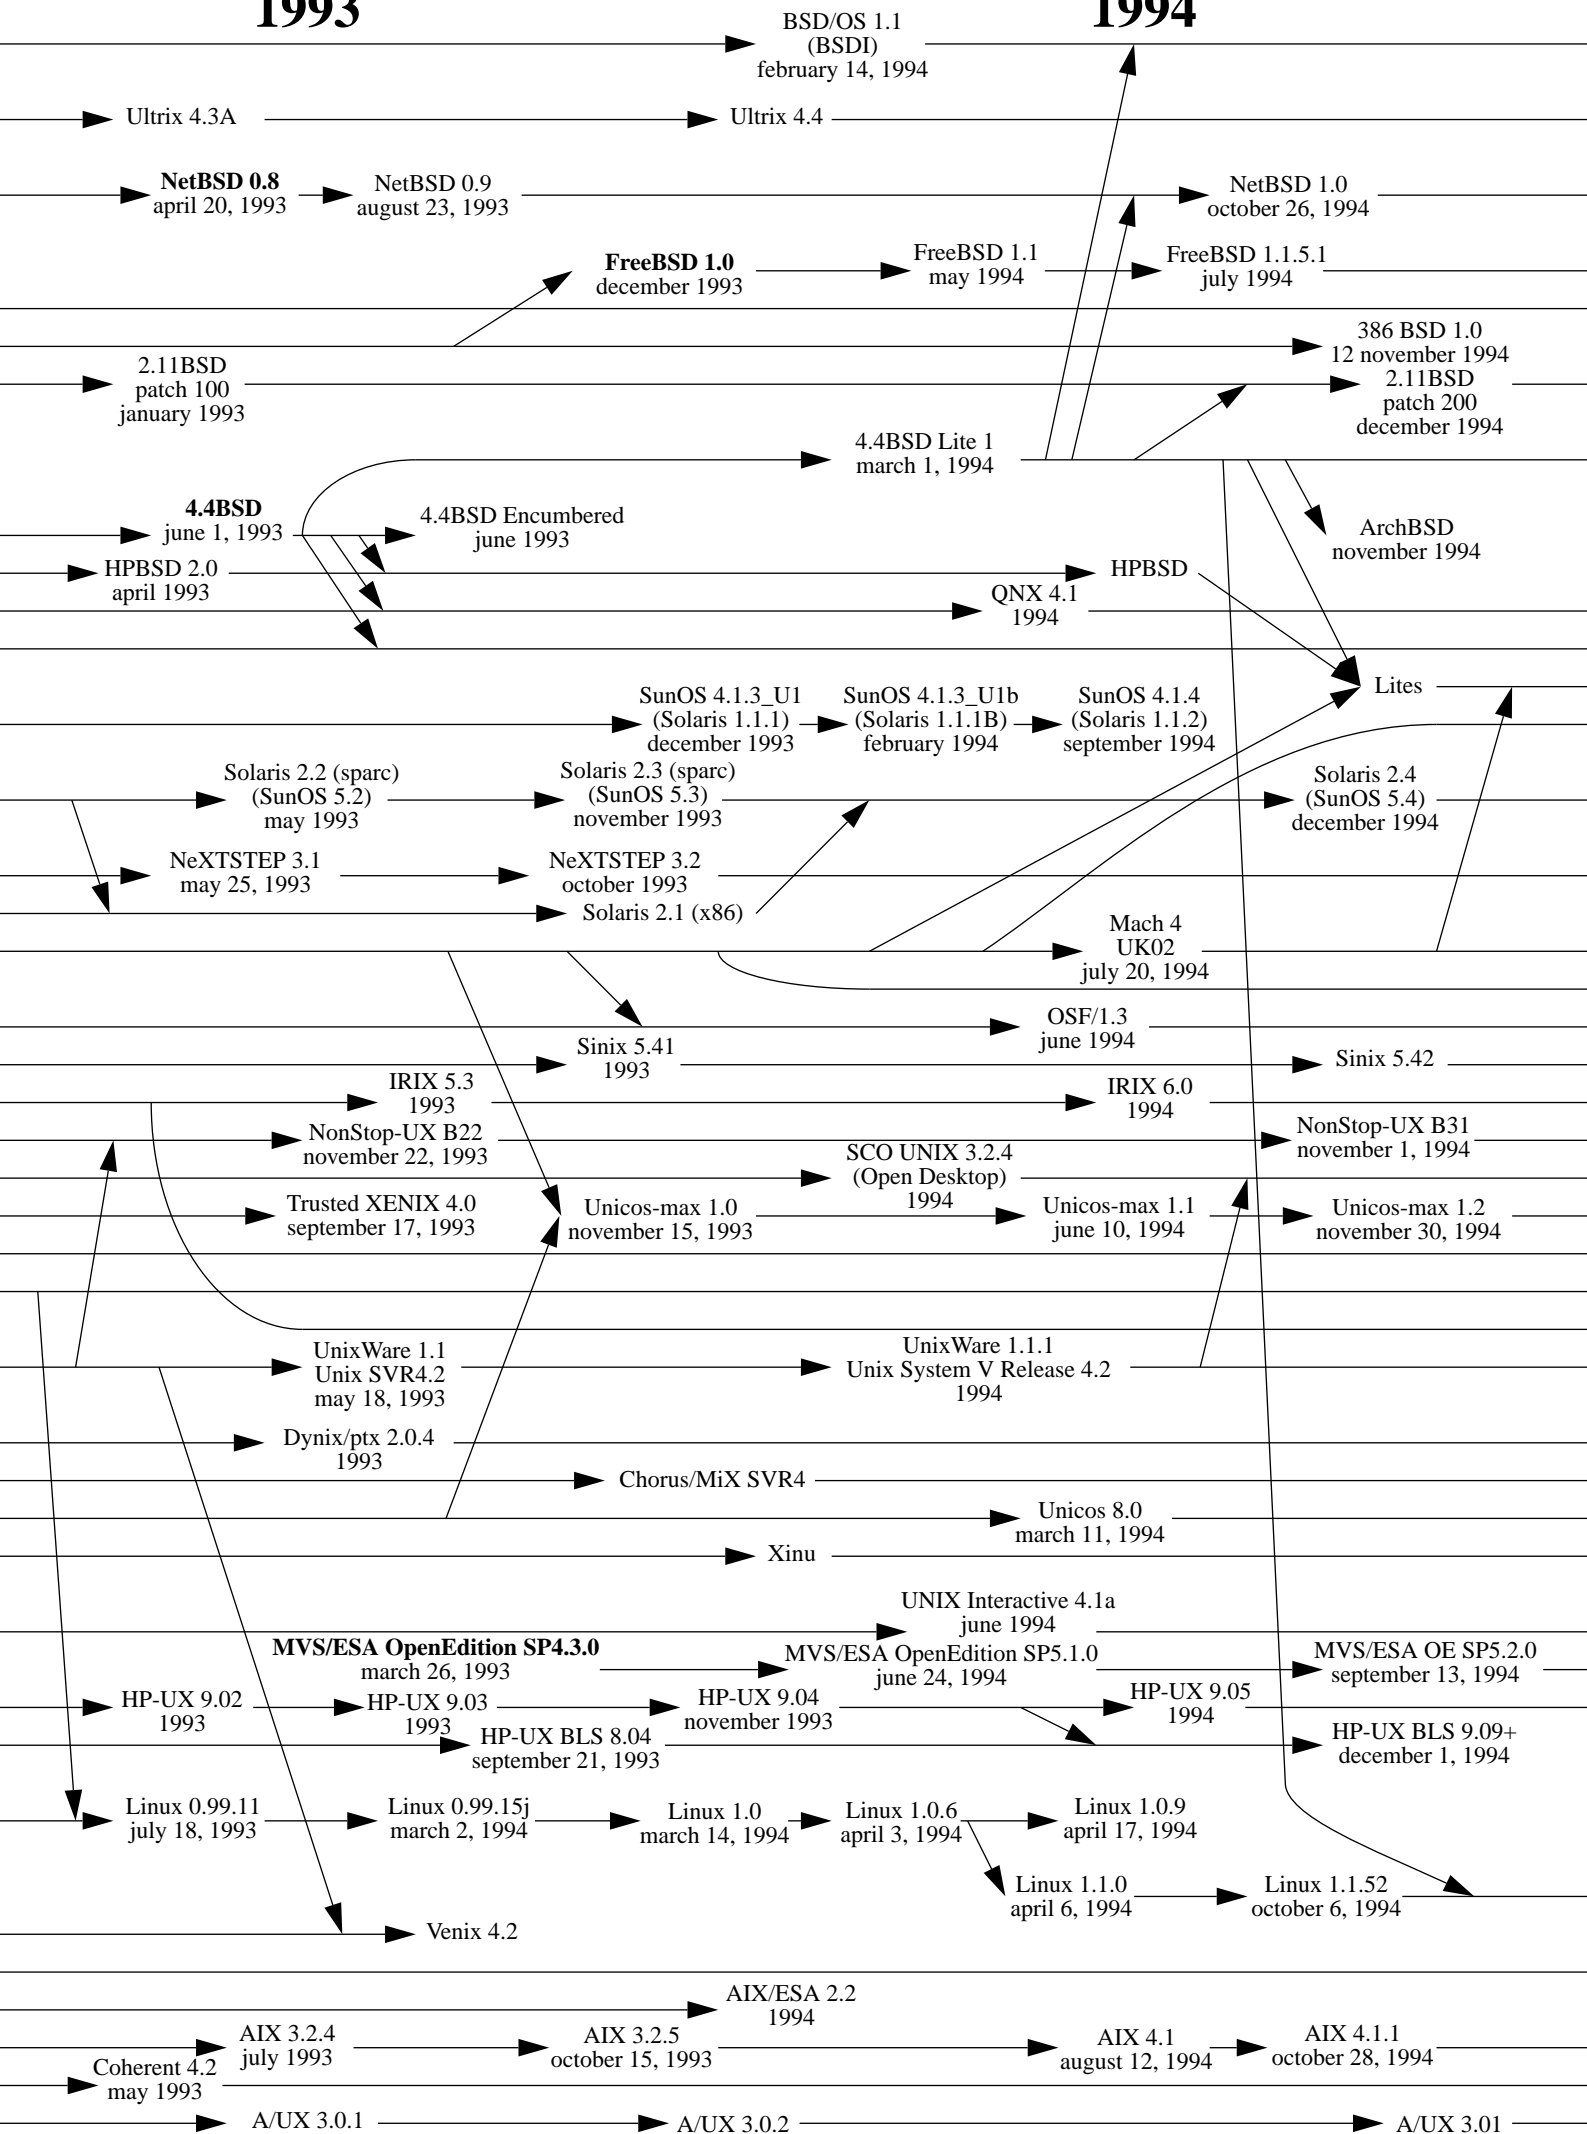 1993
1994
BSD/OS 1.1
(BSDI)
february 14, 1994
Ultrix 4.3A
Ultrix 4.4
NetBSD 0.8
april 20, 1993
NetBSD 0.9
august 23, 1993
NetBSD 1.0
october 26, 1994
FreeBSD 1.0
december 1993
FreeBSD 1.1
may 1994
FreeBSD 1.1.5.1
july 1994
386 BSD 1.0
12 november 1994
2.11BSD
patch 100
january 1993
2.11BSD
patch 200
december 1994
4.4BSD Lite 1
march 1, 1994
4.4BSD
june 1, 1993
4.4BSD Encumbered
june 1993
ArchBSD
november 1994
HPBSD 2.0
april 1993
HPBSD
QNX 4.1
1994
Lites
SunOS 4.1.3_U1
(Solaris 1.1.1)
december 1993
SunOS 4.1.3_U1b
(Solaris 1.1.1B)
february 1994
SunOS 4.1.4
(Solaris 1.1.2)
september 1994
Solaris 2.2 (sparc)
(SunOS 5.2)
may 1993
Solaris 2.3 (sparc)
(SunOS 5.3)
november 1993
Solaris 2.4
(SunOS 5.4)
december 1994
NeXTSTEP 3.1
may 25, 1993
NeXTSTEP 3.2
october 1993
Solaris 2.1 (x86)
Mach 4
UK02
july 20, 1994
OSF/1.3
june 1994
Sinix 5.41
1993
Sinix 5.42
IRIX 5.3
1993
IRIX 6.0
1994
NonStop-UX B22
november 22, 1993
NonStop-UX B31
november 1, 1994
SCO UNIX 3.2.4
(Open Desktop)
1994
Trusted XENIX 4.0
september 17, 1993
Unicos-max 1.0
november 15, 1993
Unicos-max 1.1
june 10, 1994
Unicos-max 1.2
november 30, 1994
UnixWare 1.1
Unix SVR4.2
may 18, 1993
UnixWare 1.1.1
Unix System V Release 4.2
1994
Dynix/ptx 2.0.4
1993
Chorus/MiX SVR4
Unicos 8.0
march 11, 1994
Xinu
UNIX Interactive 4.1a
june 1994
MVS/ESA OpenEdition SP4.3.0
march 26, 1993
MVS/ESA OpenEdition SP5.1.0
june 24, 1994
MVS/ESA OE SP5.2.0
september 13, 1994
HP-UX 9.02
1993
HP-UX 9.03
1993
HP-UX 9.04
november 1993
HP-UX 9.05
1994
HP-UX BLS 8.04
september 21, 1993
HP-UX BLS 9.09+
december 1, 1994
Linux 0.99.11
july 18, 1993
Linux 0.99.15j
march 2, 1994
Linux 1.0
march 14, 1994
Linux 1.0.6
april 3, 1994
Linux 1.0.9
april 17, 1994
Linux 1.1.0
april 6, 1994
Linux 1.1.52
october 6, 1994
Venix 4.2
AIX/ESA 2.2
1994
AIX 3.2.4
july 1993
AIX 3.2.5
october 15, 1993
AIX 4.1
august 12, 1994
AIX 4.1.1
october 28, 1994
Coherent 4.2
may 1993
A/UX 3.0.1
A/UX 3.0.2
A/UX 3.01